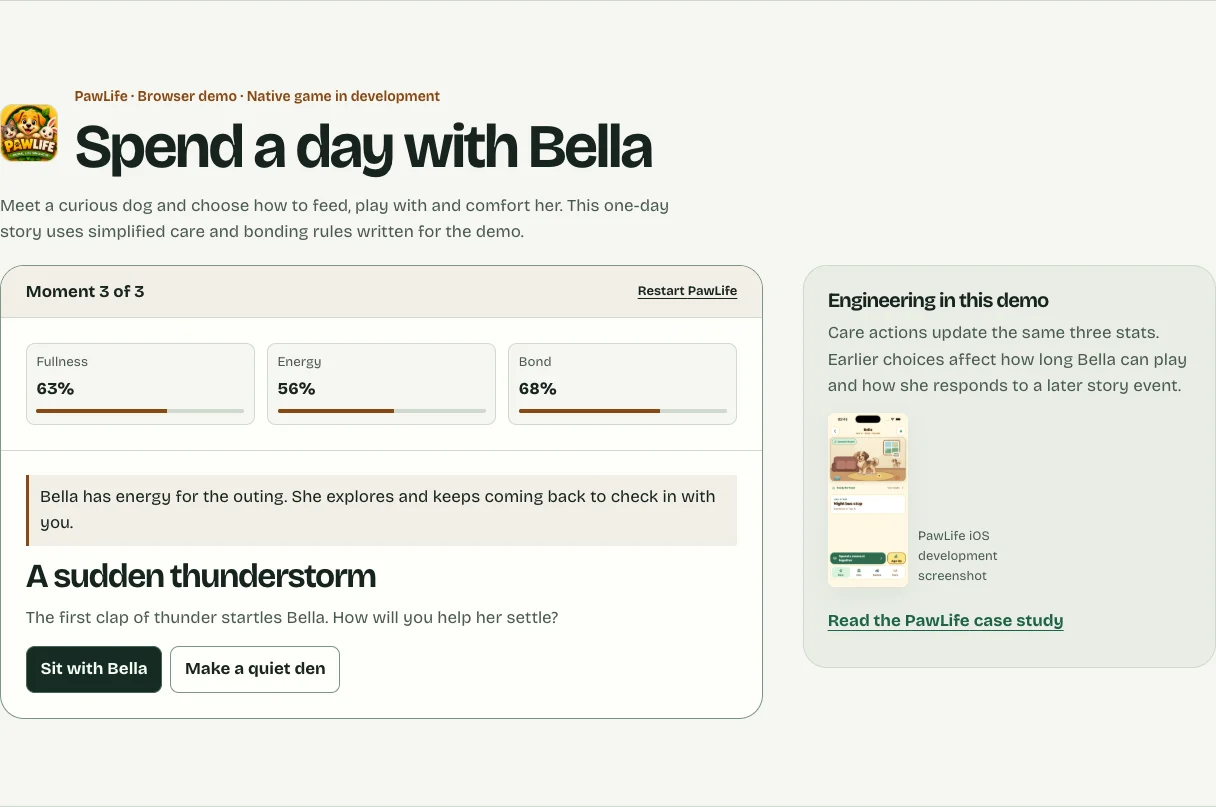 PawLife · Browser demo · Native game in development
PAWLIFE
Spend a day with Bella
Meet a curious dog and choose how to feed, play with and comfort her. This one-day
story uses simplified care and bonding rules written for the demo.
Moment 3 of 3
Restart PawLife
Fullness
63%
Energy
56%
Bond
68%
Bella has energy for the outing. She explores and keeps coming back to check in with
you.
A sudden thunderstorm
The first clap of thunder startles Bella. How will you help her settle?
Sit with Bella
Make a quiet den
Engineering in this demo
Care actions update the same three stats.
Earlier choices affect how long Bella can play
and how she responds to a later story event.
Bella
PawLife iOS
development
screenshot
Read the PawLife case study